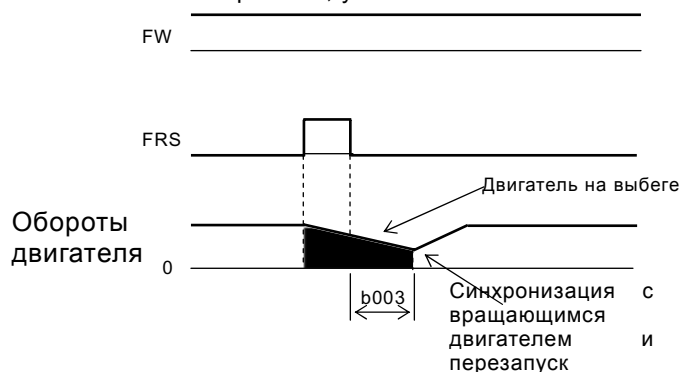 FW
FRS
Двигатель на выбеге
Обороты
двигателя
0
b003
Синхронизация с
вращающимся
двигателем и
перезапуск